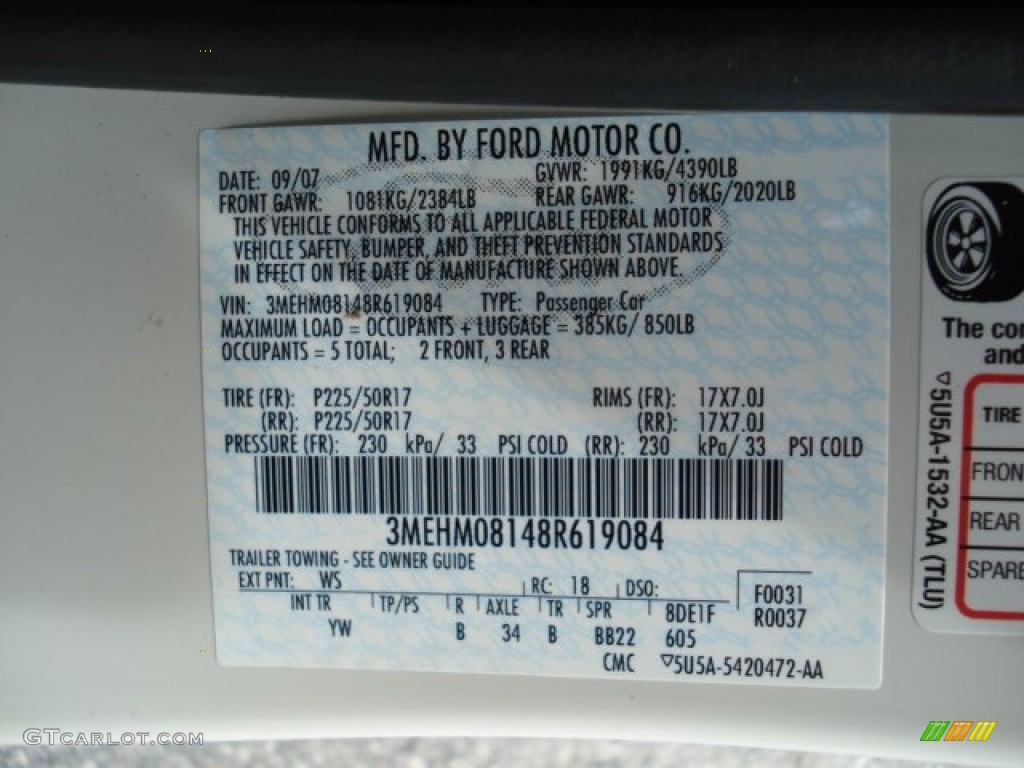 MFD. BY FORD MOTOR CO.
DATE: 09/07 GVWR: 1991KG/4390LB
FRONT GAWR: 1081KG/2384LB REAR GAWR: 916KG/2020LB
THIS VEHICLE CONFORMS TO ALL APPLICABLE FEDERAL MOTOR
VEHICLE SAFETY, BUMPER, AND THEFT PREVENTION STANDARDS
IN EFFECT ON THE DATE OF MANUFACTURE SHOWN ABOVE.
VIN: 3MEHM08148R619084 TYPE: Passenger Car
MAXIMUM LOAD = OCCUPANTS + LUGGAGE = 385KG/ 850LB
OCCUPANTS = 5 TOTAL; 2 FRONT, 3 REAR
TIRE (FR): P225/50R17 RIMS (FR): 17X7.0J
(RR): P225/50R17 (RR): 17X7.0J
PRESSURE (FR): 230 kPa/ 33 PSI COLD (RR): 230 kPa/ 33 PSI COLD
3MEHM08148R619084
TRAILER TOWING - SEE OWNER GUIDE
EXT PNT: WS RC: 18 DSO: F0031
INT TR TP/PS R AXLE TR SPR 8DE1F R0037
YW B 34 B BB22 605
CMC ▽5U5A-5420472-AA
The con
and
▽5U5A-1532-AA (TLU)
TIRE
FRON
REAR
SPARE
GTcarlot.com